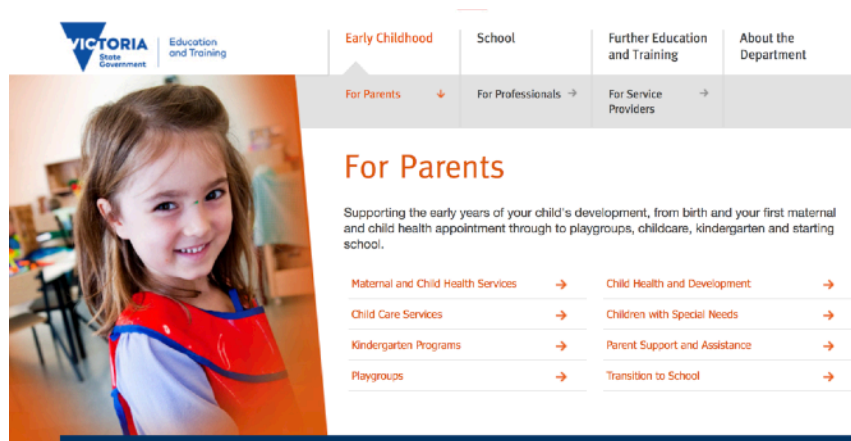 VICTORIA
State
Government
Education
and Training
Early Childhood
School
Further Education
and Training
About the
Department
For Parents
For Professionals
For Service
Providers
For Parents
Supporting the early years of your child's development, from birth and your first maternal
and child health appointment through to playgroups, childcare, kindergarten and starting
school.
Maternal and Child Health Services
Child Health and Development
Child Care Services
Children with Special Needs
Kindergarten Programs
Parent Support and Assistance
Playgroups
Transition to School